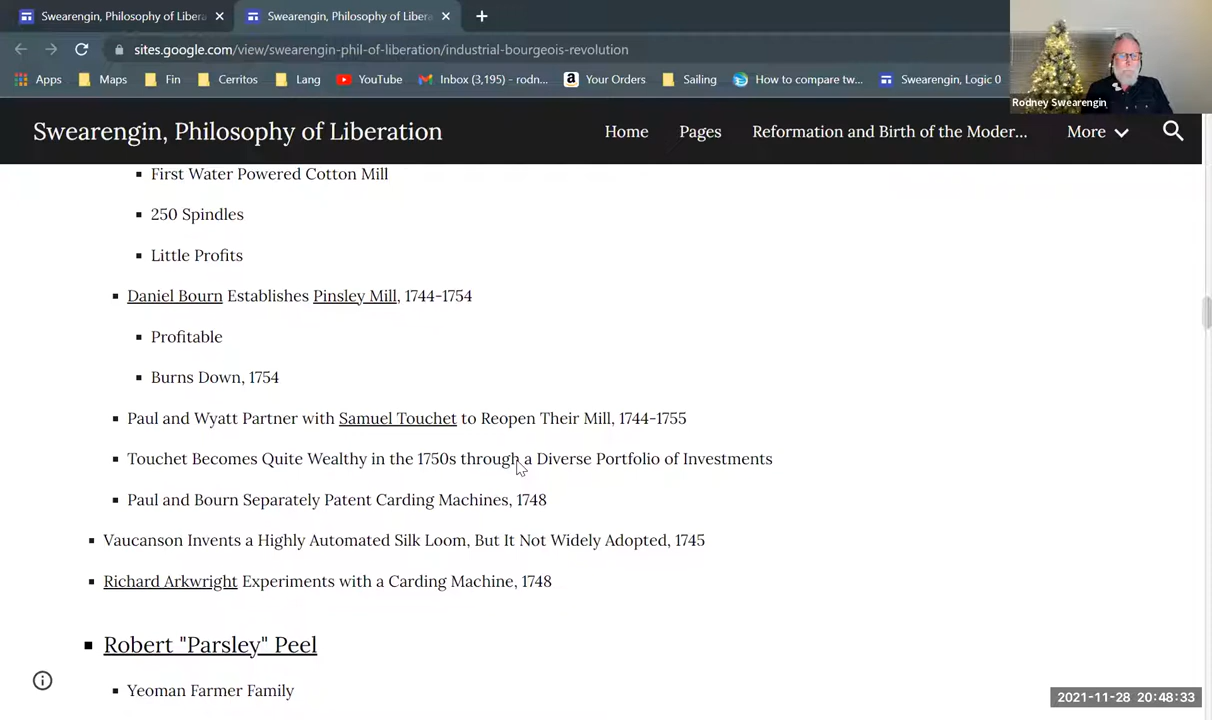 Swearengin, Philosophy of Libera
Swearengin, Philosophy of Libera
sites.google.com/view/swearengin-phil-of-liberation/industrial-bourgeois-revolution
Apps Maps Fin Cerritos Lang YouTube Inbox (3,195) - rodn... Your Orders Sailing How to compare tw... Swearengin, Logic 0
Rodney Swearengin
Swearengin, Philosophy of Liberation
Home Pages Reformation and Birth of the Moder... More
First Water Powered Cotton Mill
250 Spindles
Little Profits
Daniel Bourn Establishes Pinsley Mill, 1744-1754
Profitable
Burns Down, 1754
Paul and Wyatt Partner with Samuel Touchet to Reopen Their Mill, 1744-1755
Touchet Becomes Quite Wealthy in the 1750s through a Diverse Portfolio of Investments
Paul and Bourn Separately Patent Carding Machines, 1748
Vaucanson Invents a Highly Automated Silk Loom, But It Not Widely Adopted, 1745
Richard Arkwright Experiments with a Carding Machine, 1748
Robert "Parsley" Peel
Yeoman Farmer Family
2021-11-28 20:48:33